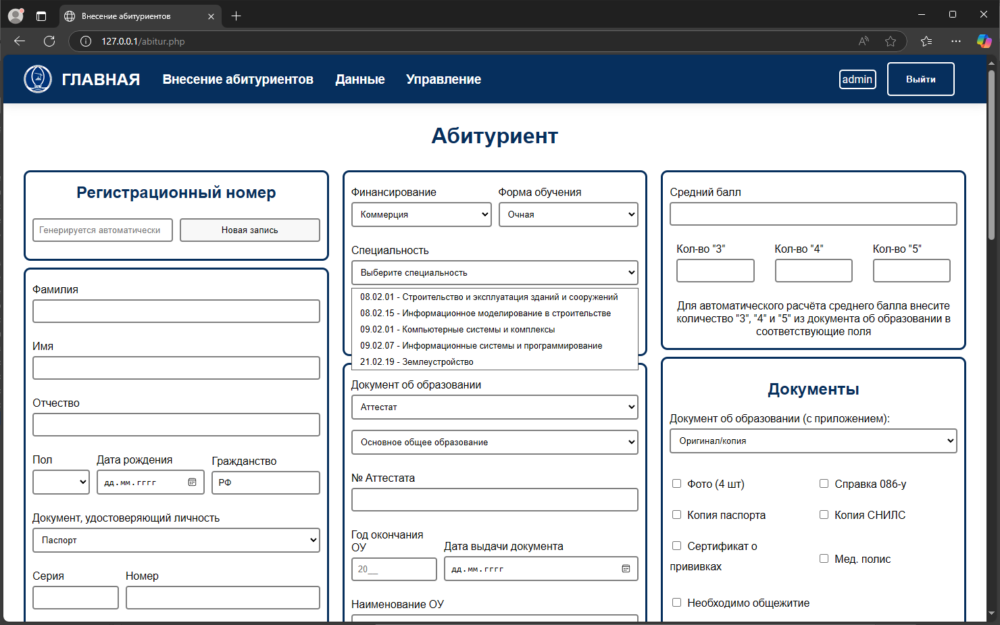 Внесение абитуриентов
127.0.0.1/abitur.php
ГЛАВНАЯ
Внесение абитуриентов
Данные
Управление
admin
Выйти
Абитуриент
Регистрационный номер
Генерируется автоматически
Новая запись
Фамилия
Имя
Отчество
Пол
Дата рождения
Гражданство
дд.мм.гггг
РФ
Документ, удостоверяющий личность
Паспорт
Серия
Номер
Финансирование
Форма обучения
Коммерция
Очная
Специальность
Выберите специальность
08.02.01 - Строительство и эксплуатация зданий и сооружений
08.02.15 - Информационное моделирование в строительстве
09.02.01 - Компьютерные системы и комплексы
09.02.07 - Информационные системы и программирование
21.02.19 - Землеустройство
Документ об образовании
Аттестат
Основное общее образование
№ Аттестата
Год окончания
ОУ
Дата выдачи документа
20__
дд.мм.гггг
Наименование ОУ
Средний балл
Кол-во "3"
Кол-во "4"
Кол-во "5"
Для автоматического расчёта среднего балла внесите
количество "3", "4" и "5" из документа об образовании в
соответствующие поля
Документы
Документ об образовании (с приложением):
Оригинал/копия
Фото (4 шт)
Справка 086-у
Копия паспорта
Копия СНИЛС
Сертификат о
прививках
Мед. полис
Необходимо общежитие